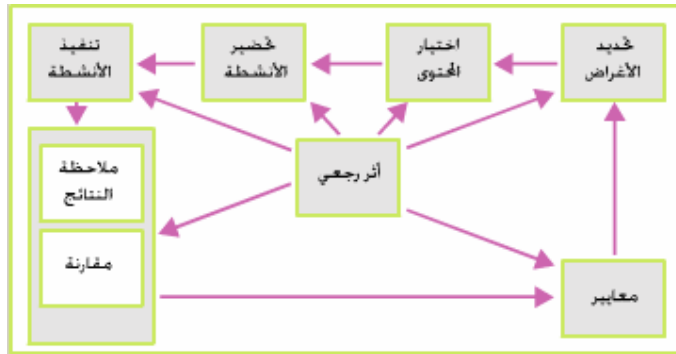 تحديد
الأغراض
اختيار
المحتوى
تحضير
الأنشطة
تنفيذ
الأنشطة
أثر رجعي
ملاحظة
النتائج
مقارنة
معايير